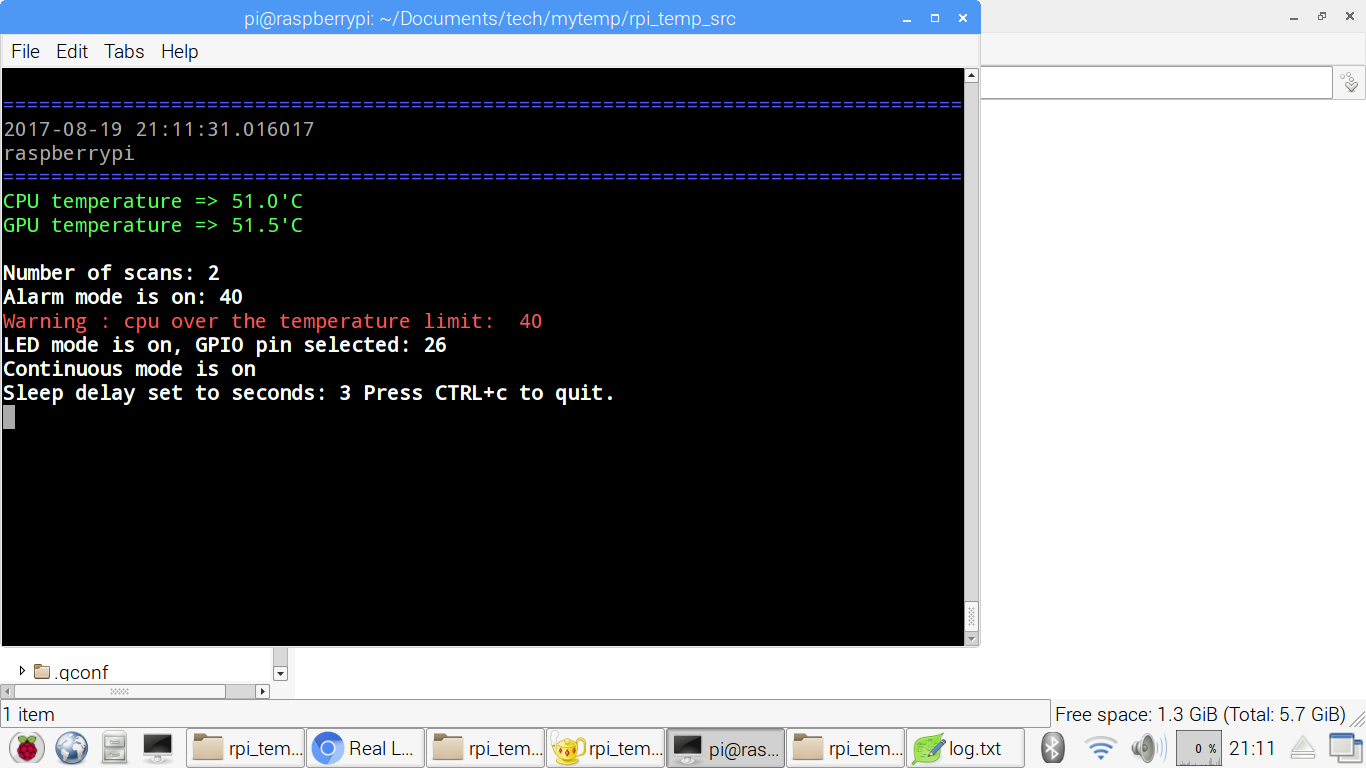 pi@raspberrypi: ~/Documents/tech/mytemp/rpi_temp_src
File Edit Tabs Help
================================================================================
2017-08-19 21:11:31.016017
raspberrypi
================================================================================
CPU temperature => 51.0'C
GPU temperature => 51.5'C
Number of scans: 2
Alarm mode is on: 40
Warning : cpu over the temperature limit:  40
LED mode is on, GPIO pin selected: 26
Continuous mode is on
Sleep delay set to seconds: 3 Press CTRL+c to quit.
.gconf
1 item
Free space: 1.3 GiB (Total: 5.7 GiB)
rpi_tem... Real L... rpi_tem... rpi_tem... pi@ras... rpi_tem... log.txt 0 % 21:11